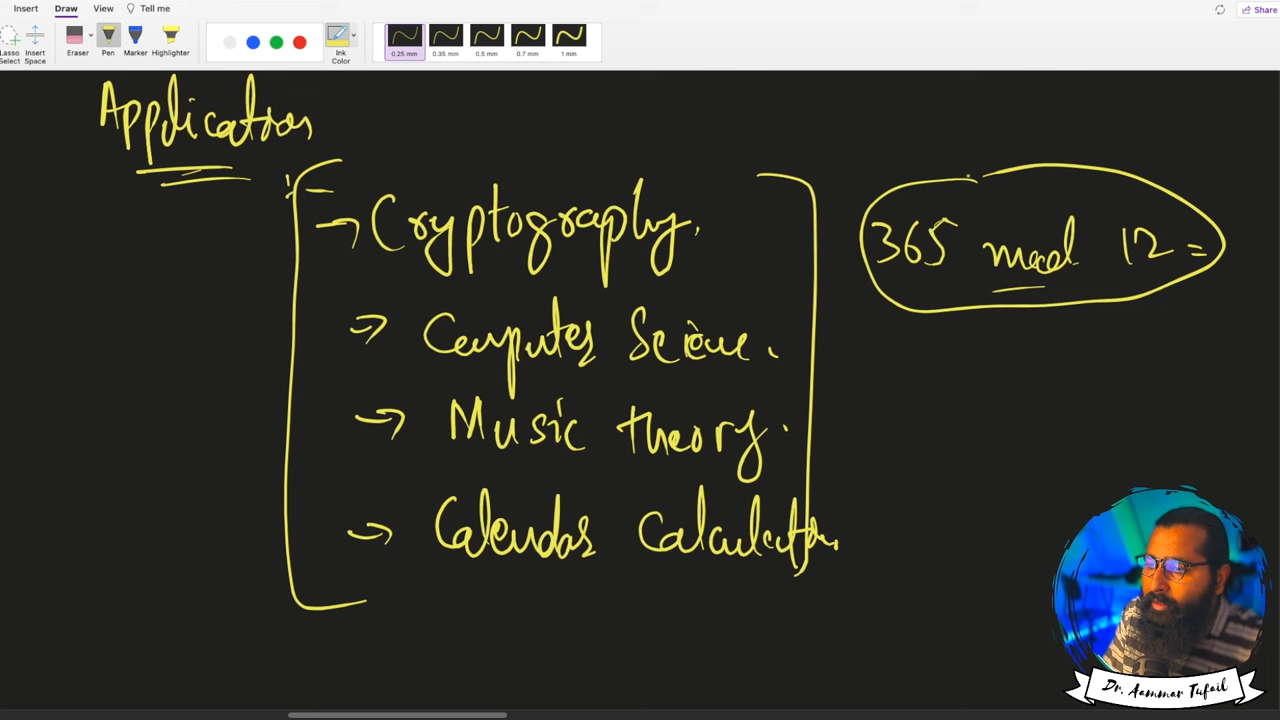 Insert Draw View Tell me
Share
Lasso Select
Insert Space
Eraser
Pen
Marker
Highlighter
Ink Color
0.25 mm
0.35 mm
0.5 mm
0.7 mm
1 mm
Application
→ Cryptography.
365 mod 12 =
→ Computer Science.
→ Music theory.
→ Calendar Calculation
Dr. Aammar Tufail